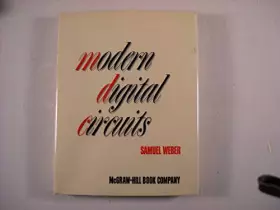 modern
digital
circuits
SAMUEL WEBER
McGRAW-HILL BOOK COMPANY